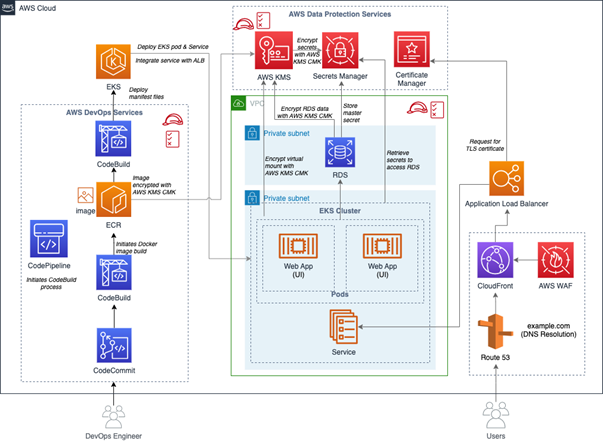 aws
AWS Cloud
AWS Data Protection Services
Deploy EKS pod & Service
Integrate service with ALB
EKS
Deploy
manifest files
Encrypt
secrets with
AWS KMS CMK
AWS KMS
Secrets Manager
Certificate
Manager
AWS DevOps Services
CodeBuild
Image
encrypted with
AWS KMS CMK
image
ECR
CodePipeline
Initiates CodeBuild
process
Initiates Docker
image build
CodeBuild
CodeCommit
DevOps Engineer
VPC
Encrypt RDS data
with AWS KMS CMK
Store
master
secret
Private subnet
RDS
Encrypt virtual
mount with
AWS KMS CMK
Retrieve
secrets to
access RDS
Private subnet
EKS Cluster
Web App
(UI)
Web App
(UI)
Pods
Service
Request for
TLS certificate
Application Load Balancer
CloudFront
AWS WAF
example.com
(DNS Resolution)
Route 53
Users